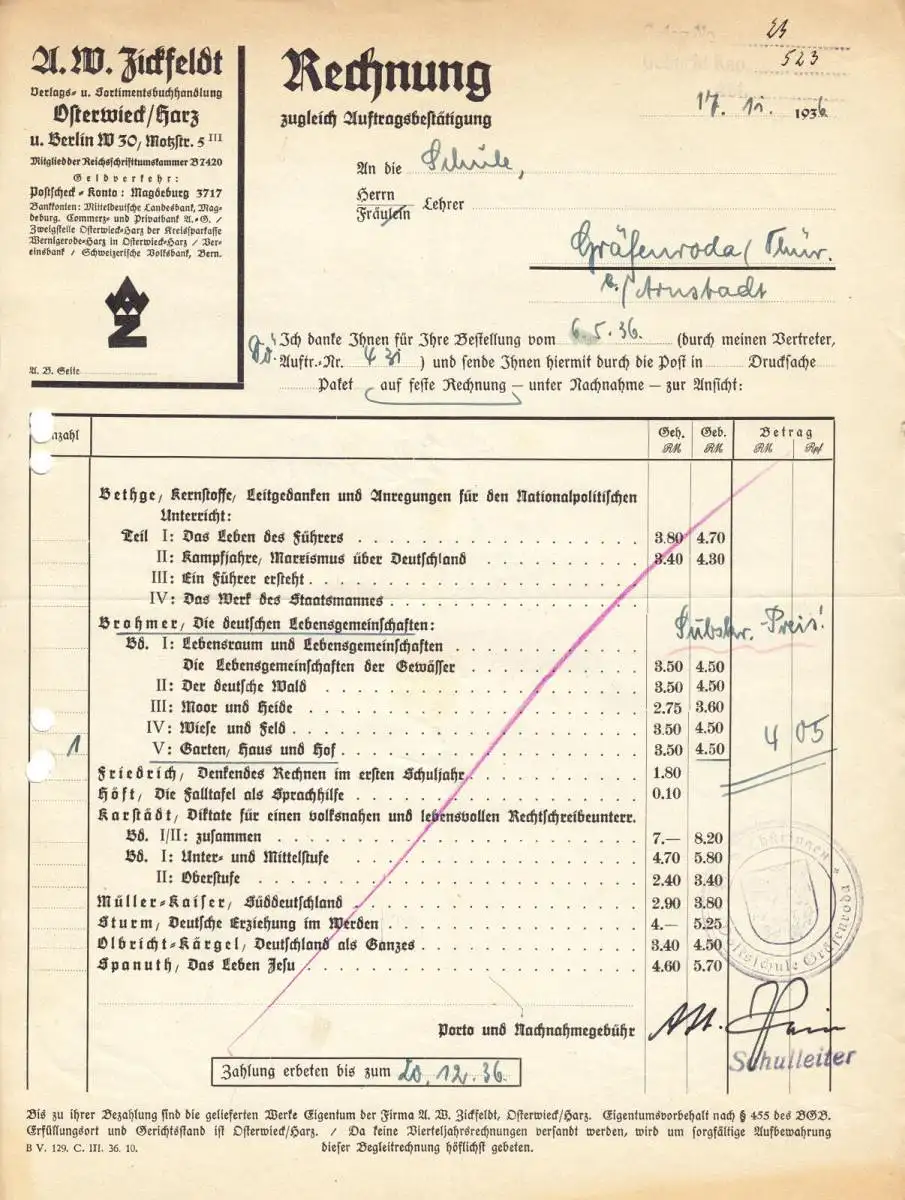 23
523
A. W. Zickfeldt
Verlags- u. Sortimentsbuchhandlung
Osterwieck/Harz
u. Berlin W 30, Motzstr. 5 III
Mitglied der Reichsschrifttumskammer B 7420
Geldverkehr:
Postscheck-Konto: Magdeburg 3717
Bankkonten: Mitteldeutsche Landesbank, Mag-
deburg. Commerz- und Privatbank A.-G. /
Zweigstelle Osterwieck-Harz der Kreissparkasse
Wernigerode-Harz in Osterwieck-Harz / Ver-
einsbank / Schweizerische Volksbank, Bern.
AWZ
A. B. Seite
Rechnung
zugleich Auftragsbestätigung
17. 11. 1936
An die Schule,
Herrn
Fräulein Lehrer
Gräfenroda/Thür.
b./Arnstadt
Ich danke Ihnen für Ihre Bestellung vom 6.5.36. (durch meinen Vertreter,
Auftr.-Nr. 431 ) und sende Ihnen hiermit durch die Post in Drucksache
Paket auf feste Rechnung – unter Nachnahme – zur Ansicht:
nzahl Geh. Geb. Betrag
RM RM RM Rpf
Bethge, Kernstoffe, Leitgedanken und Anregungen für den Nationalpolitischen
Unterricht:
Teil I: Das Leben des Führers 3.80 4.70
II: Kampfjahre, Marxismus über Deutschland 3.40 4.30
III: Ein Führer ersteht
IV: Das Werk des Staatsmannes
Brohmer, Die deutschen Lebensgemeinschaften: Subskr.-Preis!
Bd. I: Lebensraum und Lebensgemeinschaften
Die Lebensgemeinschaften der Gewässer 3.50 4.50
II: Der deutsche Wald 3.50 4.50
III: Moor und Heide 2.75 3.60
IV: Wiese und Feld 3.50 4.50
1 V: Garten, Haus und Hof 3.50 4.50 4 05
Friedrich, Denkendes Rechnen im ersten Schuljahr 1.80
Höft, Die Falltafel als Sprachhilfe 0.10
Karstädt, Diktate für einen volksnahen und lebensvollen Rechtschreibeunterr.
Bd. I/II: zusammen 7.— 8.20
Bd. I: Unter- und Mittelstufe 4.70 5.80
II: Oberstufe 2.40 3.40
Müller-Kaiser, Süddeutschland 2.90 3.80
Sturm, Deutsche Erziehung im Werden 4.— 5.25
Olbricht-Kärgel, Deutschland als Ganzes 3.40 4.50
Spanuth, Das Leben Jesu 4.60 5.70
Porto und Nachnahmegebühr
Schulleiter
Zahlung erbeten bis zum 20. 12. 36.
Bis zu ihrer Bezahlung sind die gelieferten Werke Eigentum der Firma A. W. Zickfeldt, Osterwieck/Harz. Eigentumsvorbehalt nach § 455 des BGB.
Erfüllungsort und Gerichtsstand ist Osterwieck/Harz. / Da keine Vierteljahrsrechnungen versandt werden, wird um sorgfältige Aufbewahrung
dieser Begleitrechnung höflichst gebeten.
B V. 129. C. III. 36. 10.